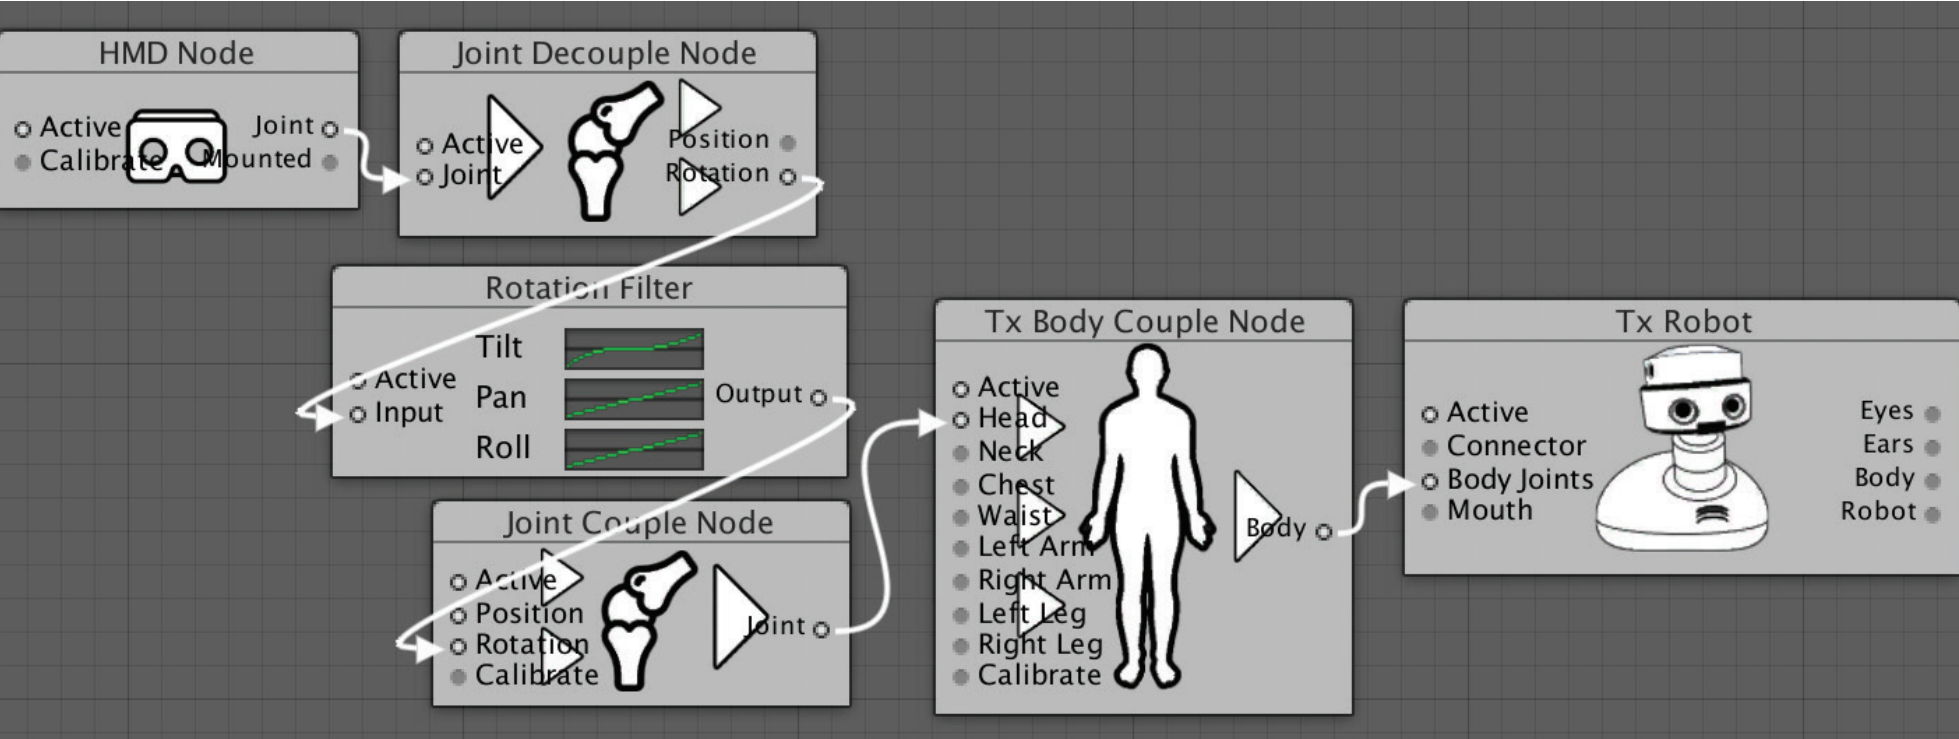 HMD Node
Active
Calibrate
Joint
Mounted
Joint Decouple Node
Active
Joint
Position
Rotation
Rotation Filter
Active
Input
Tilt
Pan
Roll
Output
Joint Couple Node
Active
Position
Rotation
Calibrate
Joint
Tx Body Couple Node
Active
Head
Neck
Chest
Waist
Left Arm
Right Arm
Left Leg
Right Leg
Calibrate
Body
Tx Robot
Active
Connector
Body Joints
Mouth
Eyes
Ears
Body
Robot